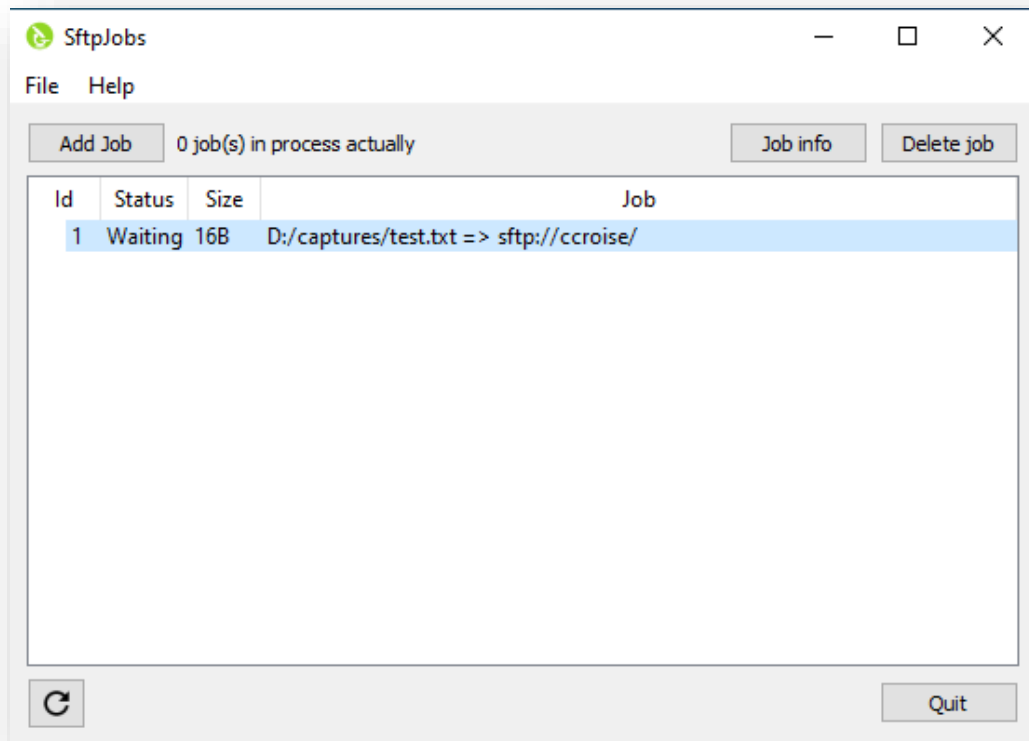 SftpJobs
File Help
Add Job 0 job(s) in process actually Job info Delete job
Id Status Size Job
1 Waiting 16B D:/captures/test.txt => sftp://ccroise/
Quit